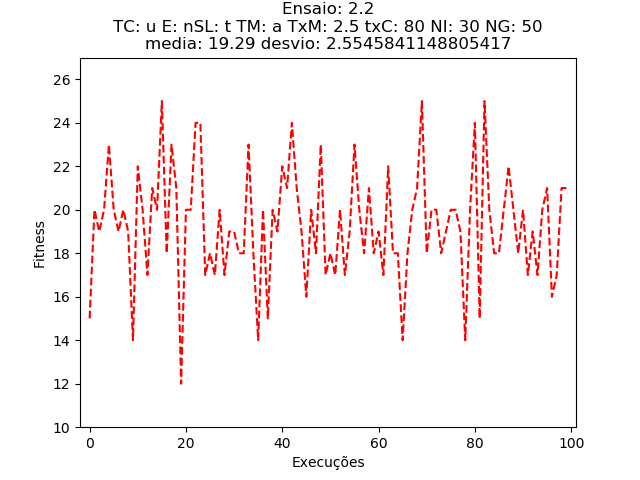 Ensaio: 2.2
TC: u E: nSL: t TM: a TxM: 2.5 txC: 80 NI: 30 NG: 50
media: 19.29 desvio: 2.5545841148805417
26
24
22
20
18
16
14
12
10
Fitness
0 20 40 60 80 100
Execuções